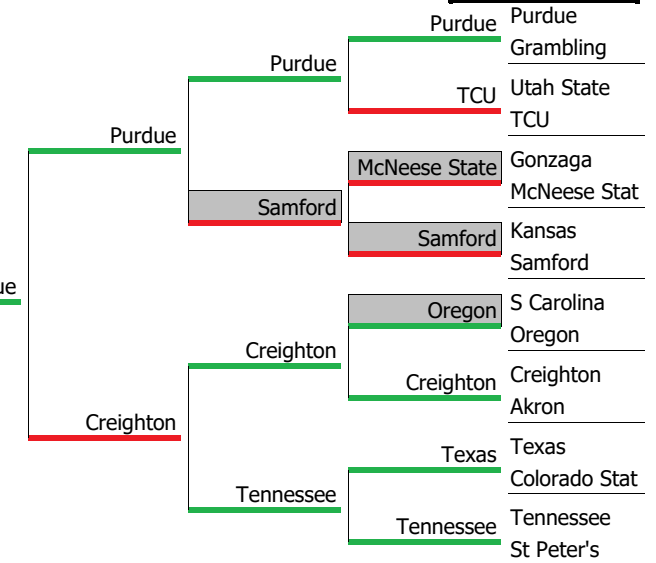 Purdue
Purdue
Grambling
Purdue
TCU
Utah State
TCU
Purdue
McNeese State
Gonzaga
McNeese Stat
Samford
Samford
Kansas
Samford
ue
Oregon
S Carolina
Oregon
Creighton
Creighton
Creighton
Akron
Creighton
Texas
Texas
Colorado Stat
Tennessee
Tennessee
Tennessee
St Peter's